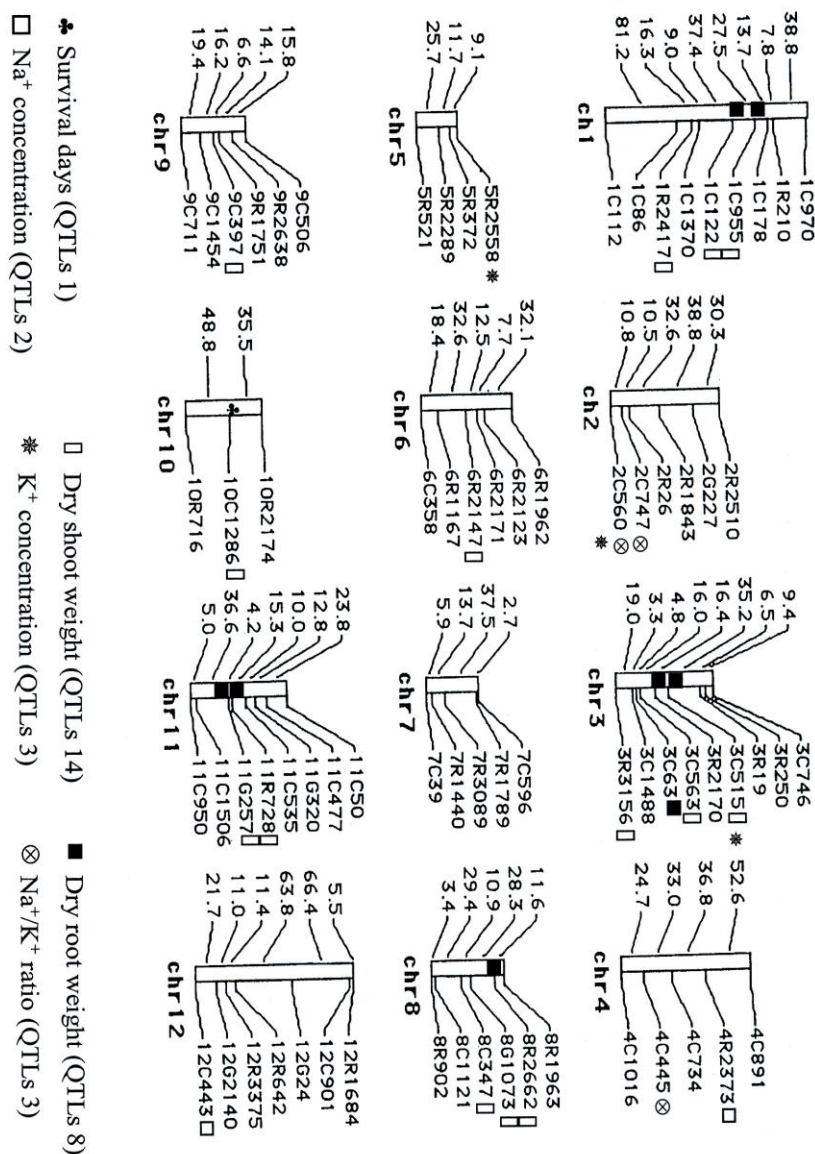 38.8
7.8
13.7
27.5
37.4
9.0
16.3
81.2
1C970
1R210
1C178
1C955
1C122
1C1370
1R2417
1C86
1C112
ch1
30.3
38.8
32.6
10.5
10.8
2R2510
2G227
2R1843
2R26
2C747
2C560
ch2
9.4
6.5
35.2
16.4
16.0
4.8
3.3
19.0
3C746
3R250
3R19
3C515
3R2170
3C563
3C63
3C1488
3R3156
chr3
52.6
36.8
33.0
24.7
4C891
4R2373
4C734
4C445
4C1016
chr4
9.1
11.7
25.7
5R2558
5R372
5R2289
5R521
chr5
32.1
7.7
12.5
32.6
18.4
6R1962
6R2123
6R2171
6R2147
6R1167
6C358
chr6
2.7
37.5
13.7
5.9
7C596
7R1789
7R3089
7R1440
7C39
chr7
11.6
28.3
10.9
29.4
3.4
8R1963
8R2662
8G1073
8C347
8C1121
8R902
chr8
15.8
14.1
6.6
16.2
19.4
9C506
9R2638
9R1751
9C397
9C1454
9C711
chr9
35.5
48.8
10R2174
10C1286
10R716
chr10
23.8
12.8
10.0
15.3
4.2
36.6
5.0
11C50
11C477
11G320
11C535
11R728
11G257
11C1506
11C950
chr11
5.5
66.4
63.8
11.4
11.0
21.7
12R1684
12C901
12G24
12R642
12R3375
12G2140
12C443
chr12
♣ Survival days (QTLs 1) ▯ Dry shoot weight (QTLs 14) ■ Dry root weight (QTLs 8)
□ Na⁺ concentration (QTLs 2) ❋ K⁺ concentration (QTLs 3) ⊗ Na⁺/K⁺ ratio (QTLs 3)